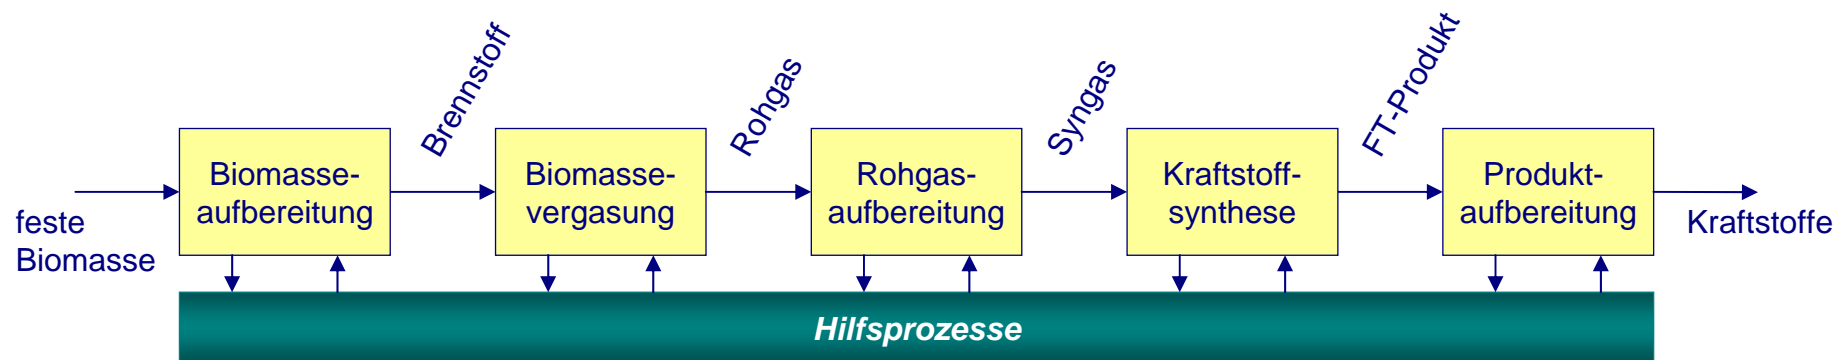 Brennstoff
Rohgas
Syngas
FT-Produkt
feste
Biomasse
Biomasse-
aufbereitung
Biomasse-
vergasung
Rohgas-
aufbereitung
Kraftstoff-
synthese
Produkt-
aufbereitung
Kraftstoffe
Hilfsprozesse